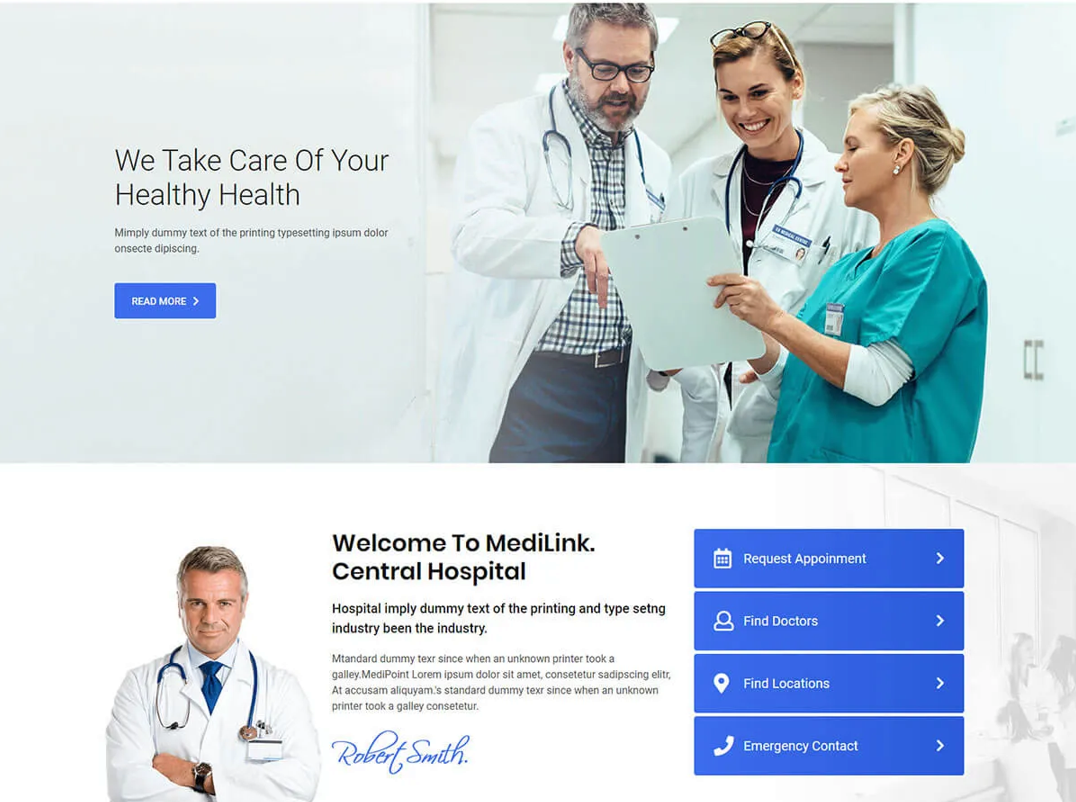 We Take Care Of Your
Healthy Health
Mimply dummy text of the printing typesetting ipsum dolor
onsecte dipiscing.
READ MORE
Welcome To MediLink.
Central Hospital
Hospital imply dummy text of the printing and type setng
industry been the industry.
Mtandard dummy texr since when an unknown printer took a
galley.MediPoint Lorem ipsum dolor sit amet, consetur sadipscing elitr,
At accusam aliquyam.'s standard dummy texr since when an unknown
printer took a galley consetetur.
Robert Smith.
Request Appoinment
Find Doctors
Find Locations
Emergency Contact